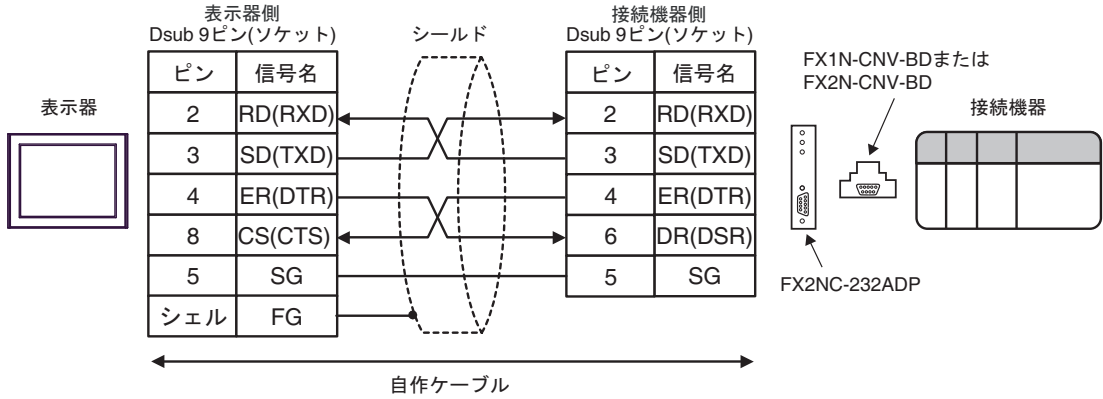 表示器側
Dsub 9ピン(ソケット)
シールド
接続機器側
Dsub 9ピン(ソケット)
ピン 信号名
2 RD(RXD)
3 SD(TXD)
4 ER(DTR)
8 CS(CTS)
5 SG
シェル FG
ピン 信号名
2 RD(RXD)
3 SD(TXD)
4 ER(DTR)
6 DR(DSR)
5 SG
表示器
FX1N-CNV-BDまたは
FX2N-CNV-BD
接続機器
FX2NC-232ADP
自作ケーブル